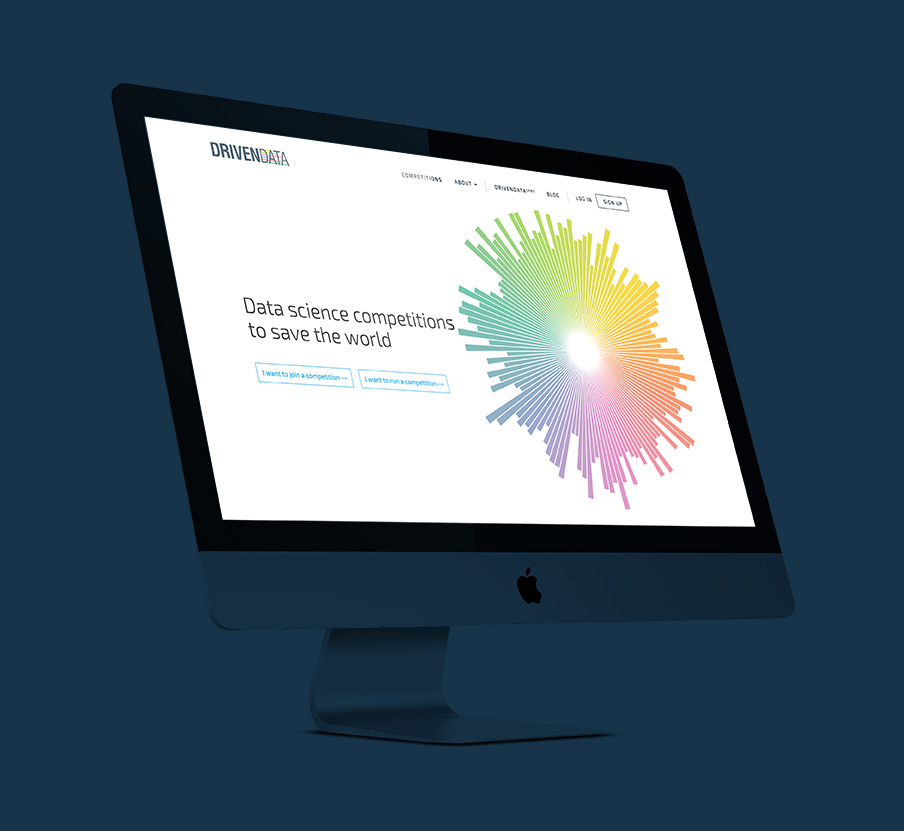 DRIVENDATA
COMPETITIONS ABOUT DRIVENDATA LABS BLOG LOG IN SIGN UP
Data science competitions
to save the world
I want to join a competition → I want to run a competition →